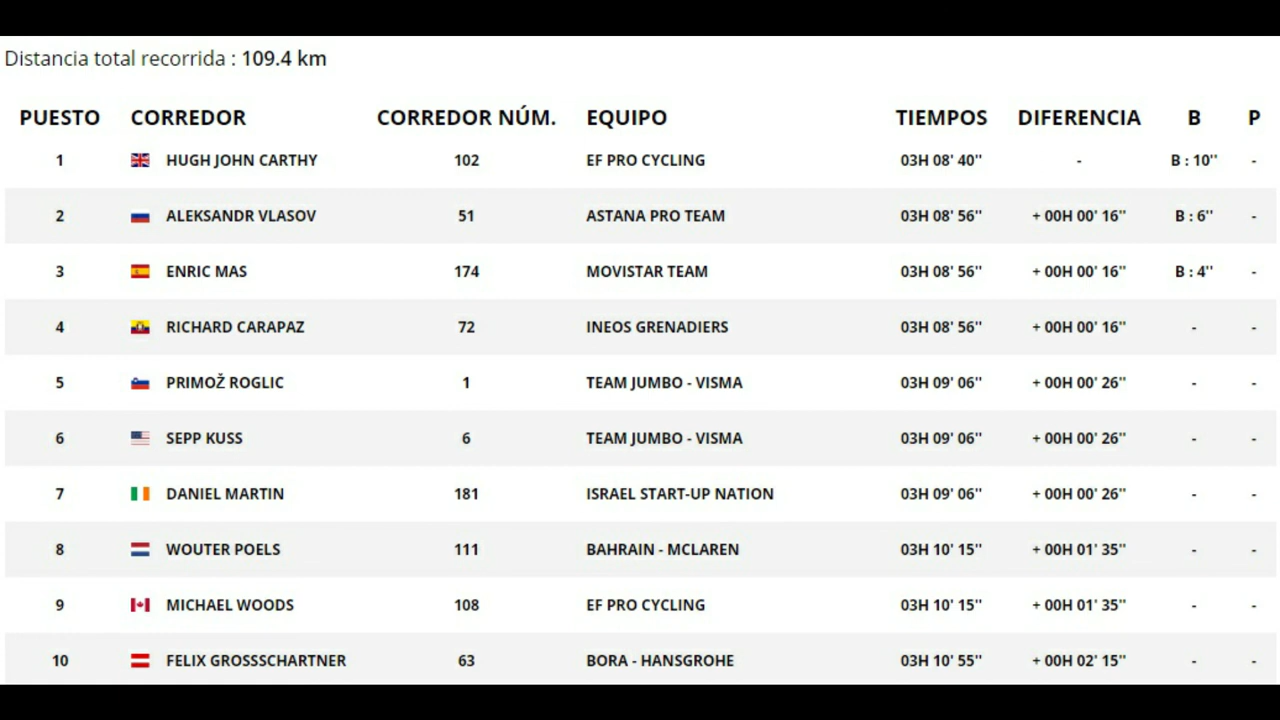 Distancia total recorrida : 109.4 km
PUESTO CORREDOR CORREDOR NÚM. EQUIPO TIEMPOS DIFERENCIA B P
1 HUGH JOHN CARTHY 102 EF PRO CYCLING 03H 08' 40'' - B : 10'' -
2 ALEKSANDR VLASOV 51 ASTANA PRO TEAM 03H 08' 56'' + 00H 00' 16'' B : 6'' -
3 ENRIC MAS 174 MOVISTAR TEAM 03H 08' 56'' + 00H 00' 16'' B : 4'' -
4 RICHARD CARAPAZ 72 INEOS GRENADIERS 03H 08' 56'' + 00H 00' 16'' - -
5 PRIMOŽ ROGLIC 1 TEAM JUMBO - VISMA 03H 09' 06'' + 00H 00' 26'' - -
6 SEPP KUSS 6 TEAM JUMBO - VISMA 03H 09' 06'' + 00H 00' 26'' - -
7 DANIEL MARTIN 181 ISRAEL START-UP NATION 03H 09' 06'' + 00H 00' 26'' - -
8 WOUTER POELS 111 BAHRAIN - MCLAREN 03H 10' 15'' + 00H 01' 35'' - -
9 MICHAEL WOODS 108 EF PRO CYCLING 03H 10' 15'' + 00H 01' 35'' - -
10 FELIX GROSSSCHARTNER 63 BORA - HANSGROHE 03H 10' 55'' + 00H 02' 15'' - -